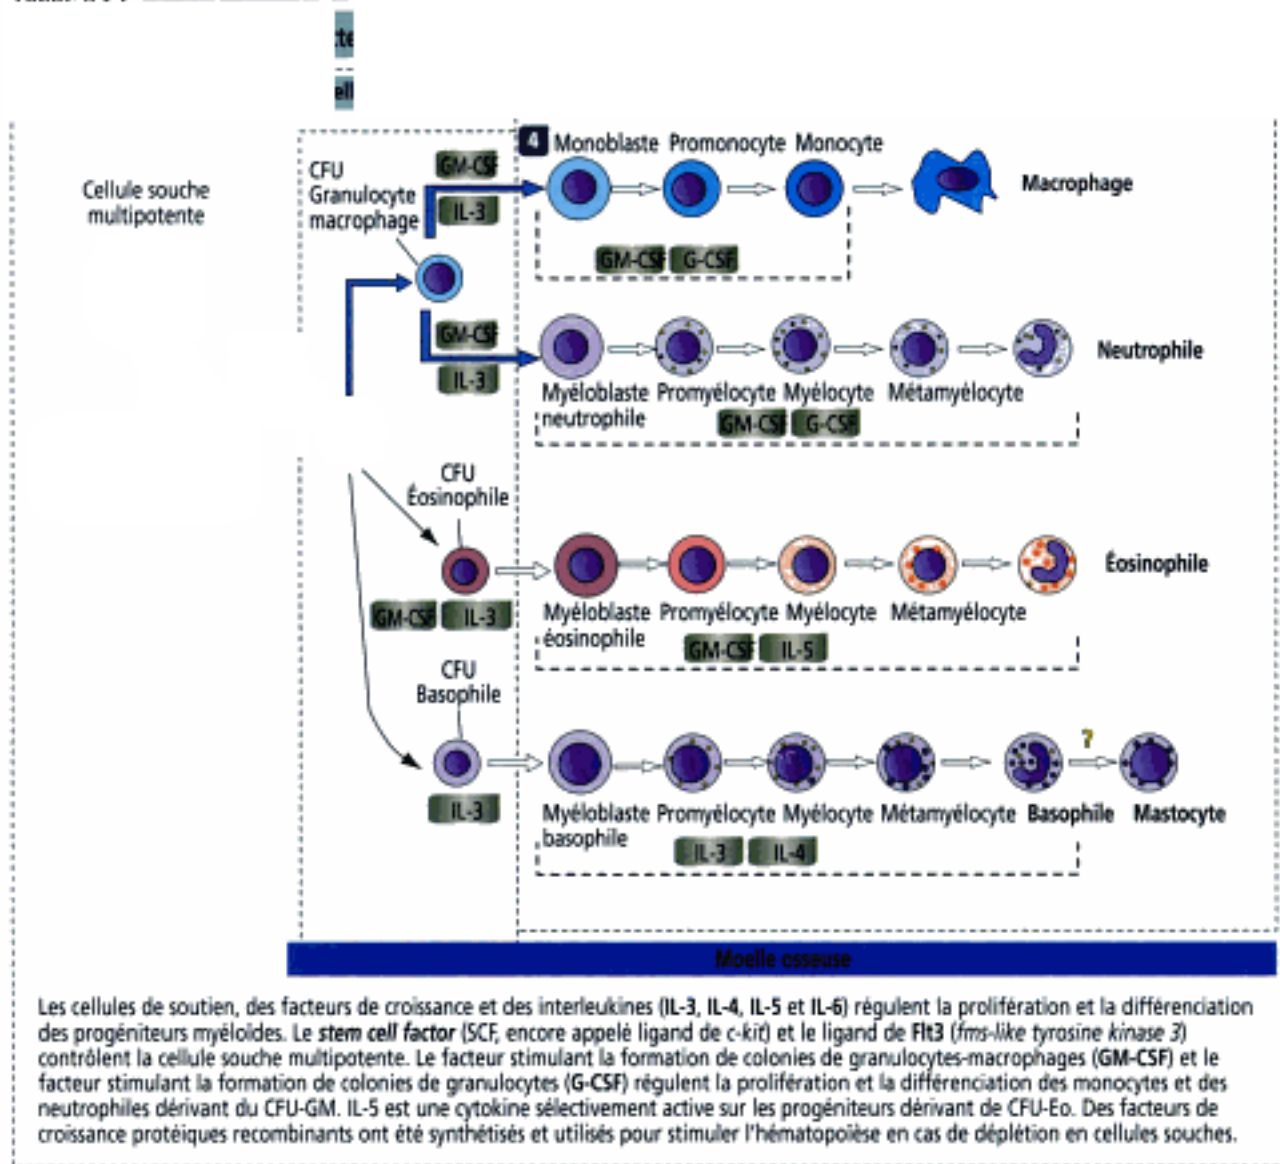 Cellule souche
multipotente
CFU
Granulocyte
macrophage
GM-CSF
IL-3
GM-CSF
IL-3
4 Monoblaste Promonocyte Monocyte
Macrophage
GM-CSF G-CSF
Neutrophile
Myéloblaste Promyélocyte Myélocyte Métamyélocyte
neutrophile
GM-CSF G-CSF
CFU
Éosinophile
GM-CSF IL-3
Éosinophile
Myéloblaste Promyélocyte Myélocyte Métamyélocyte
éosinophile
GM-CSF IL-5
CFU
Basophile
IL-3
?
Myéloblaste Promyélocyte Myélocyte Métamyélocyte Basophile Mastocyte
basophile
IL-3 IL-4
Moelle osseuse
Les cellules de soutien, des facteurs de croissance et des interleukines (IL-3, IL-4, IL-5 et IL-6) régulent la prolifération et la différenciation
des progéniteurs myéloïdes. Le stem cell factor (SCF, encore appelé ligand de c-kit) et le ligand de Flt3 (fms-like tyrosine kinase 3)
contrôlent la cellule souche multipotente. Le facteur stimulant la formation de colonies de granulocytes-macrophages (GM-CSF) et le
facteur stimulant la formation de colonies de granulocytes (G-CSF) régulent la prolifération et la différenciation des monocytes et des
neutrophiles dérivant du CFU-GM. IL-5 est une cytokine sélectivement active sur les progéniteurs dérivant de CFU-Eo. Des facteurs de
croissance protéiques recombinants ont été synthétisés et utilisés pour stimuler l'hématopoïèse en cas de déplétion en cellules souches.